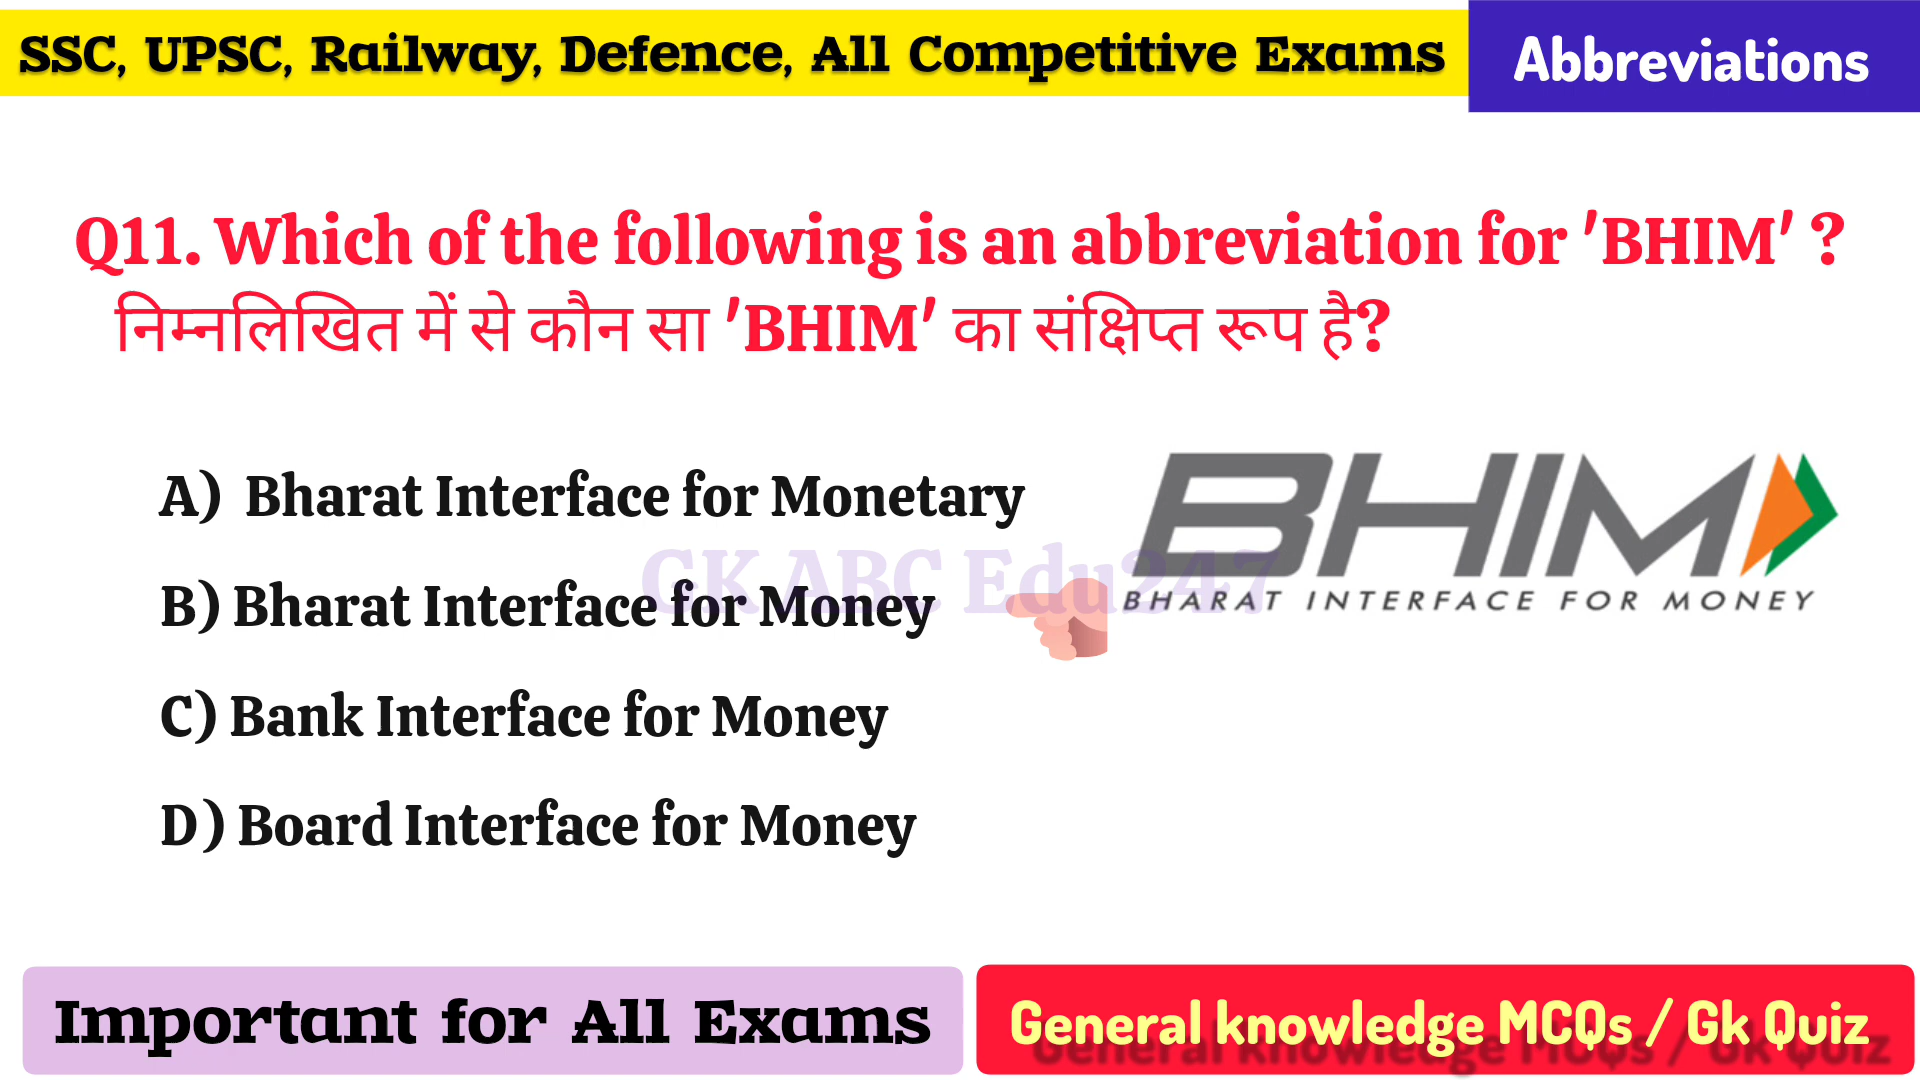 SSC, UPSC, Railway, Defence, All Competitive Exams
Abbreviations
Q11. Which of the following is an abbreviation for 'BHIM' ?
निम्नलिखित में से कौन सा 'BHIM' का संक्षिप्त रूप है?
A) Bharat Interface for Monetary
B) Bharat Interface for Money
C) Bank Interface for Money
D) Board Interface for Money
GK ABC Edu247
BHIM
BHARAT INTERFACE FOR MONEY
Important for All Exams
General knowledge MCQs / Gk Quiz